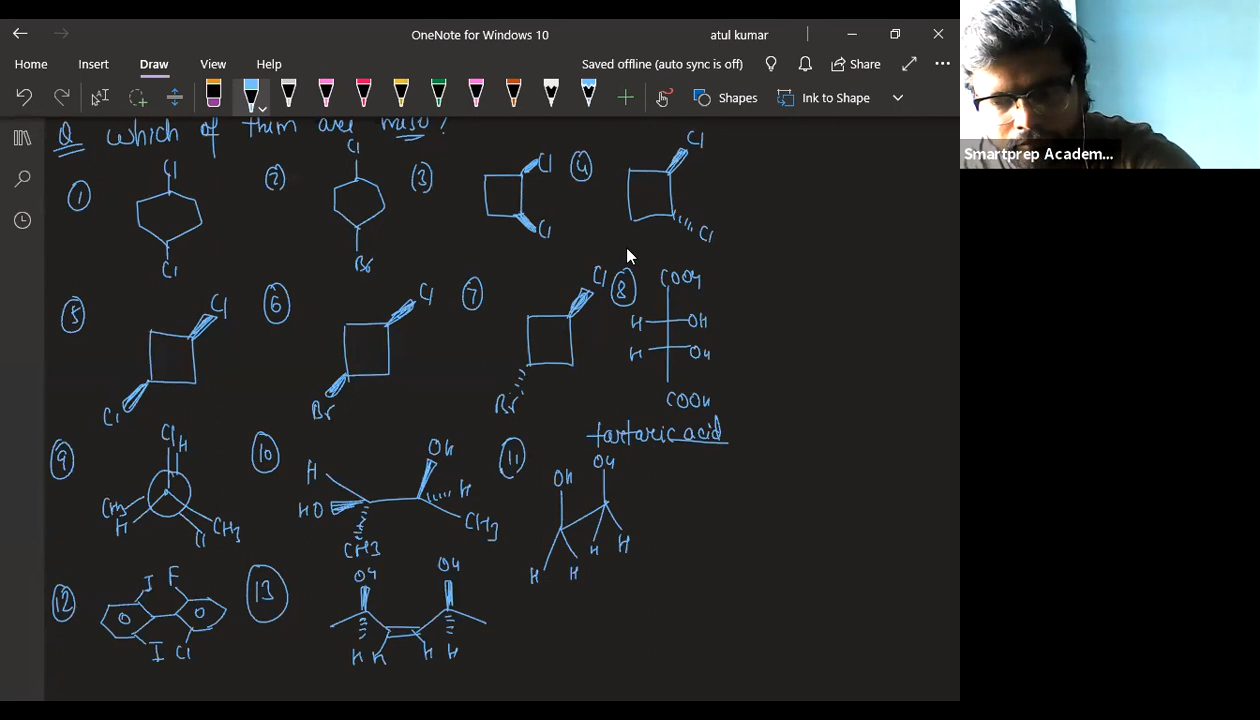 OneNote for Windows 10
atul kumar
Home Insert Draw View Help
Saved offline (auto sync is off)
Share
Shapes
Ink to Shape
Smartprep Academ...
Q which of them are meso?
① Cl Cl
② Cl Br
③ Cl Cl
④ Cl Cl
⑤ Cl Cl
⑥ Cl Br
⑦ Cl Br
⑧ COOH
H OH
H OH
COOH
tartaric acid
⑨ Cl H
CH3 H
CH3 Cl
⑩ H OH
HO H
CH3 CH3
⑪ OH OH
H H H H
⑫ I F
I Cl
⑬ OH OH
H H H H